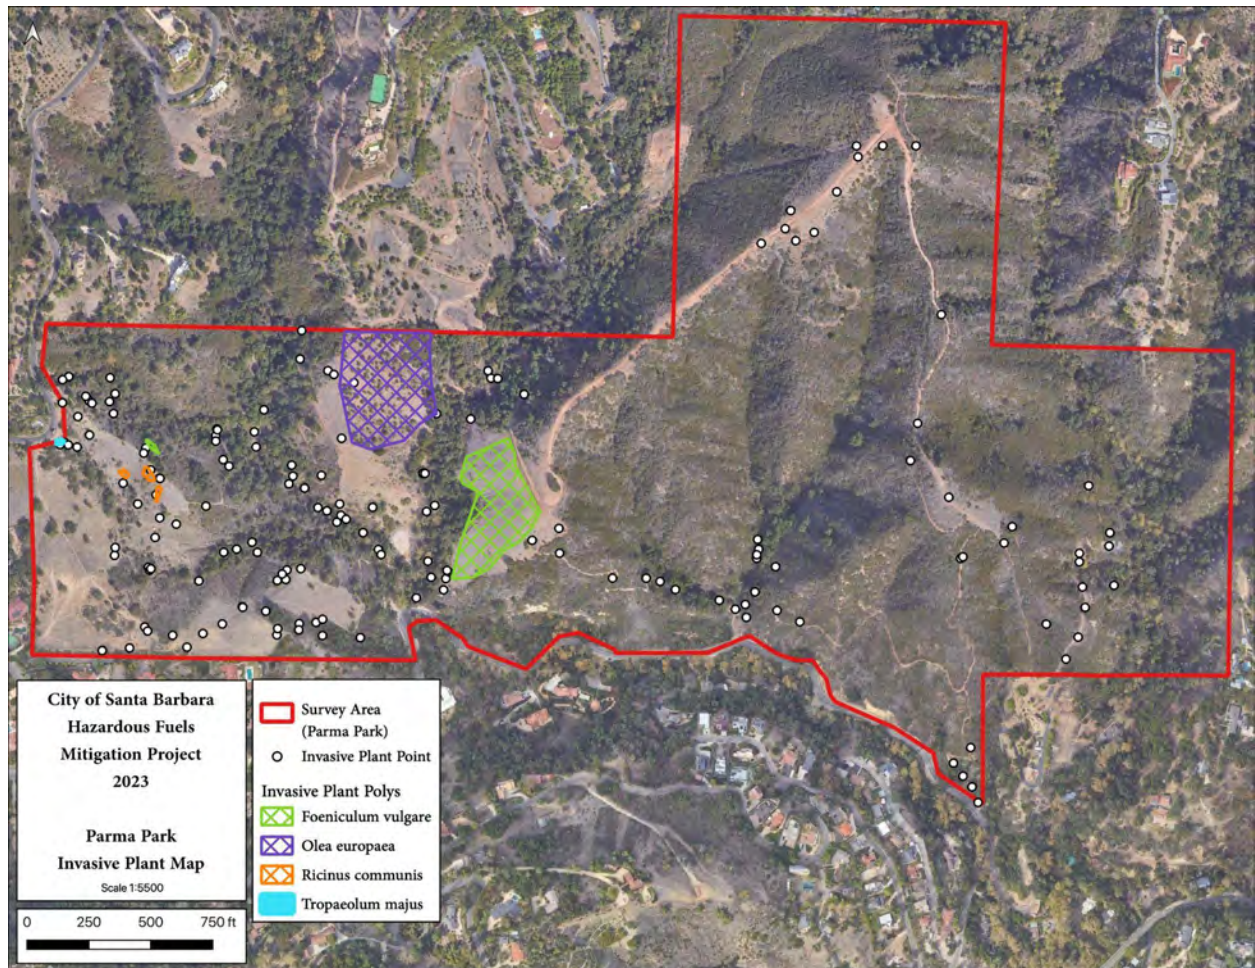 City of Santa Barbara
Hazardous Fuels
Mitigation Project
2023
Parma Park
Invasive Plant Map
Scale 1:5500
0 250 500 750 ft
Survey Area
(Parma Park)
Invasive Plant Point
Invasive Plant Polys
Foeniculum vulgare
Olea europaea
Ricinus communis
Tropaeolum majus